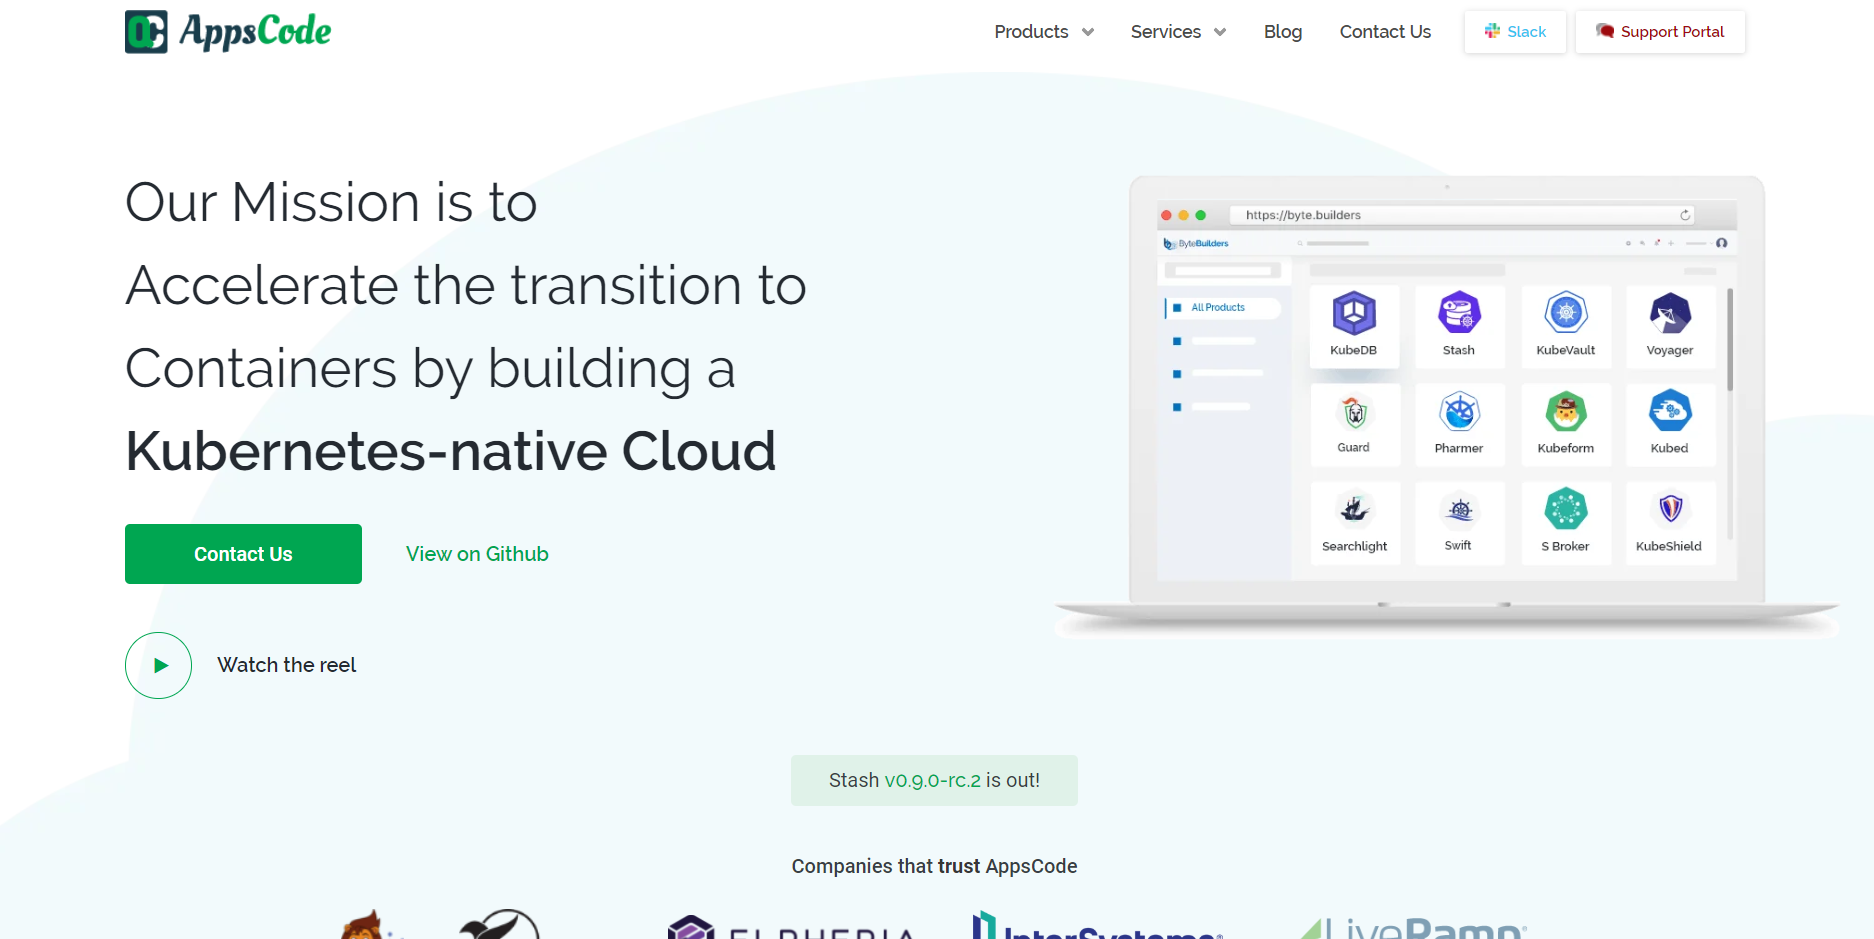 AppsCode
Products
Services
Blog
Contact Us
Slack
Support Portal
Our Mission is to
Accelerate the transition to
Containers by building a
Kubernetes-native Cloud
Contact Us
View on Github
Watch the reel
https://byte.builders
ByteBuilders
All Products
KubeDB
Stash
KubeVault
Voyager
Guard
Pharmer
Kubeform
Kubed
Searchlight
Swift
S Broker
KubeShield
Stash v0.9.0-rc.2 is out!
Companies that trust AppsCode
InterSystems
LiveRamp